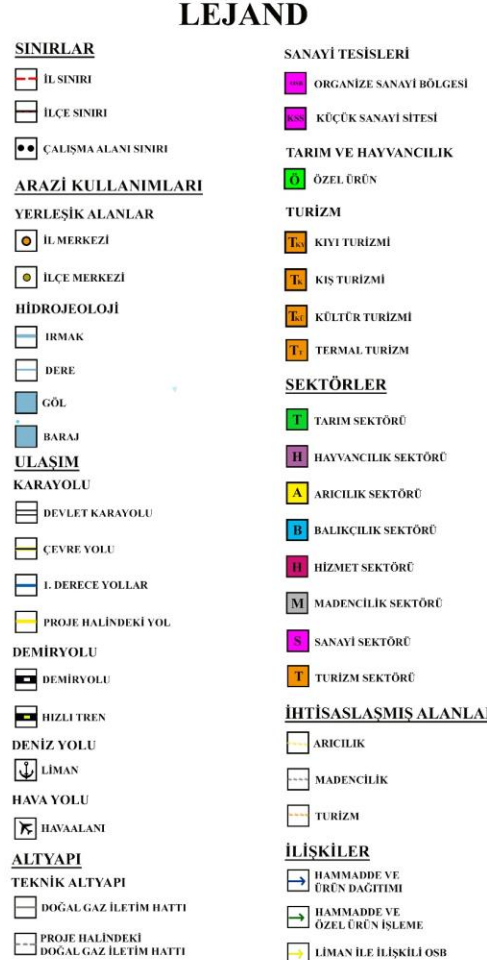 LEJAND
SINIRLAR
İL SINIRI
İLÇE SINIRI
ÇALIŞMA ALANI SINIRI
ARAZİ KULLANIMLARI
YERLEŞİK ALANLAR
İL MERKEZİ
İLÇE MERKEZİ
HİDROJEOLOJİ
IRMAK
DERE
GÖL
BARAJ
ULAŞIM
KARAYOLU
DEVLET KARAYOLU
ÇEVRE YOLU
1. DERECE YOLLAR
PROJE HALİNDEKİ YOL
DEMİRYOLU
DEMİRYOLU
HIZLI TREN
DENİZ YOLU
LİMAN
HAVA YOLU
HAVAALANI
ALTYAPI
TEKNİK ALTYAPI
DOĞAL GAZ İLETİM HATTI
PROJE HALİNDEKİ
DOĞAL GAZ İLETİM HATTI
SANAYİ TESİSLERİ
ORGANİZE SANAYİ BÖLGESİ
KSS KÜÇÜK SANAYİ SİTESİ
TARIM VE HAYVANCILIK
Ö ÖZEL ÜRÜN
TURİZM
TKY KIYI TURİZMİ
TK KIŞ TURİZMİ
TKÜ KÜLTÜR TURİZMİ
TT TERMAL TURİZM
SEKTÖRLER
T TARIM SEKTÖRÜ
H HAYVANCILIK SEKTÖRÜ
A ARICILIK SEKTÖRÜ
B BALIKÇILIK SEKTÖRÜ
H HİZMET SEKTÖRÜ
M MADENCİLİK SEKTÖRÜ
S SANAYİ SEKTÖRÜ
T TURİZM SEKTÖRÜ
İHTİSASLAŞMIŞ ALANLA
ARICILIK
MADENCİLİK
TURİZM
İLİŞKİLER
HAMMADDE VE
ÜRÜN DAĞITIMI
HAMMADDE VE
ÖZEL ÜRÜN İŞLEME
LİMAN İLE İLİŞKİLİ OSB